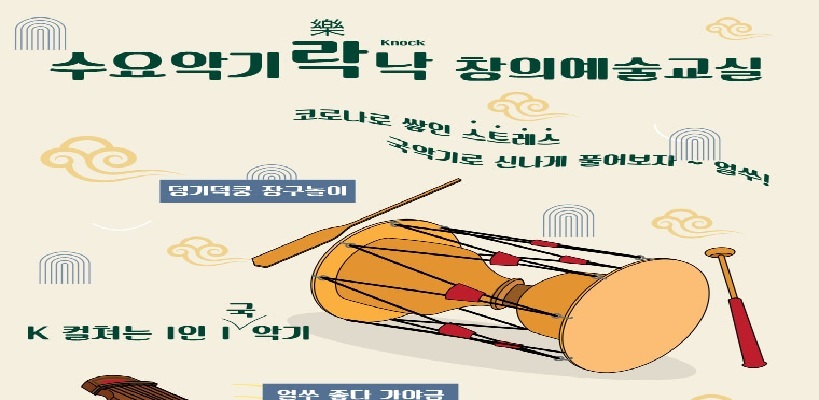 樂
Knock
수요악기 락 낙 창의예술교실
코로나로 쌓인 스트레스
국악기로 신나게 풀어보자 ~ 얼쑤!
덩기덕쿵 장구놀이
국
K 컬쳐는 1인 1 악기
얼쑤 좋다 가야금